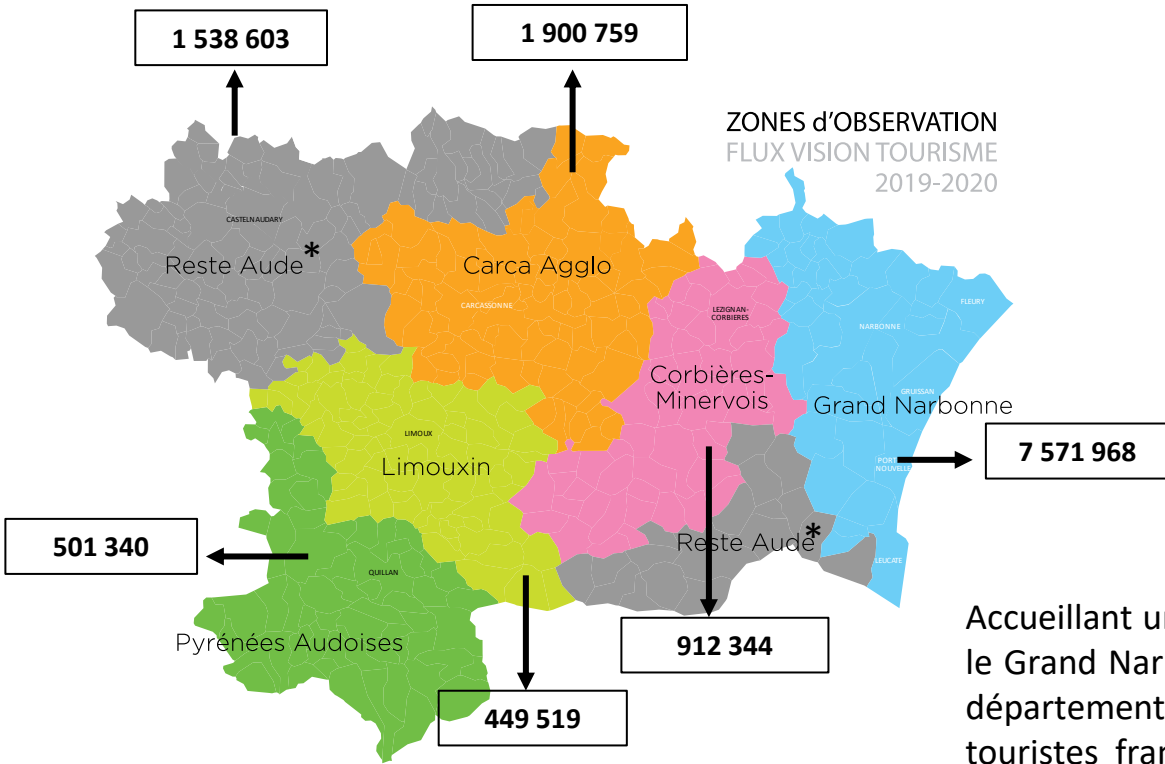 1 538 603
1 900 759
ZONES d'OBSERVATION
FLUX VISION TOURISME
2019-2020
CASTELNAUDARY
Reste Aude*
Carca Agglo
CARCASSONNE
LEZIGNAN-
CORBIERES
FLEURY
NARBONNE
Corbières-
Minervois
GRUISSAN
Grand Narbonne
LIMOUX
Limouxin
PORT
NOUVELLE
7 571 968
501 340
Reste Aude*
LEUCATE
QUILLAN
Pyrénées Audoises
912 344
449 519
Accueillant
le Grand Nar
département
touristes fran